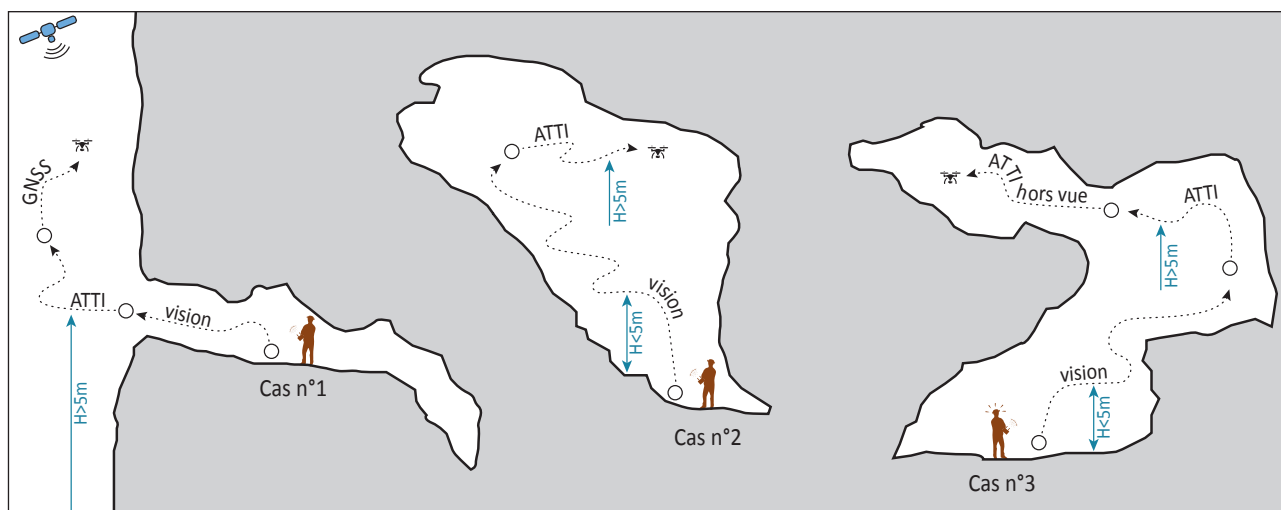 GNSS
ATTI
vision
H>5m
Cas n°1
ATTI
H>5m
vision
H<5m
Cas n°2
ATTI
hors vue
ATTI
H>5m
vision
H<5m
Cas n°3